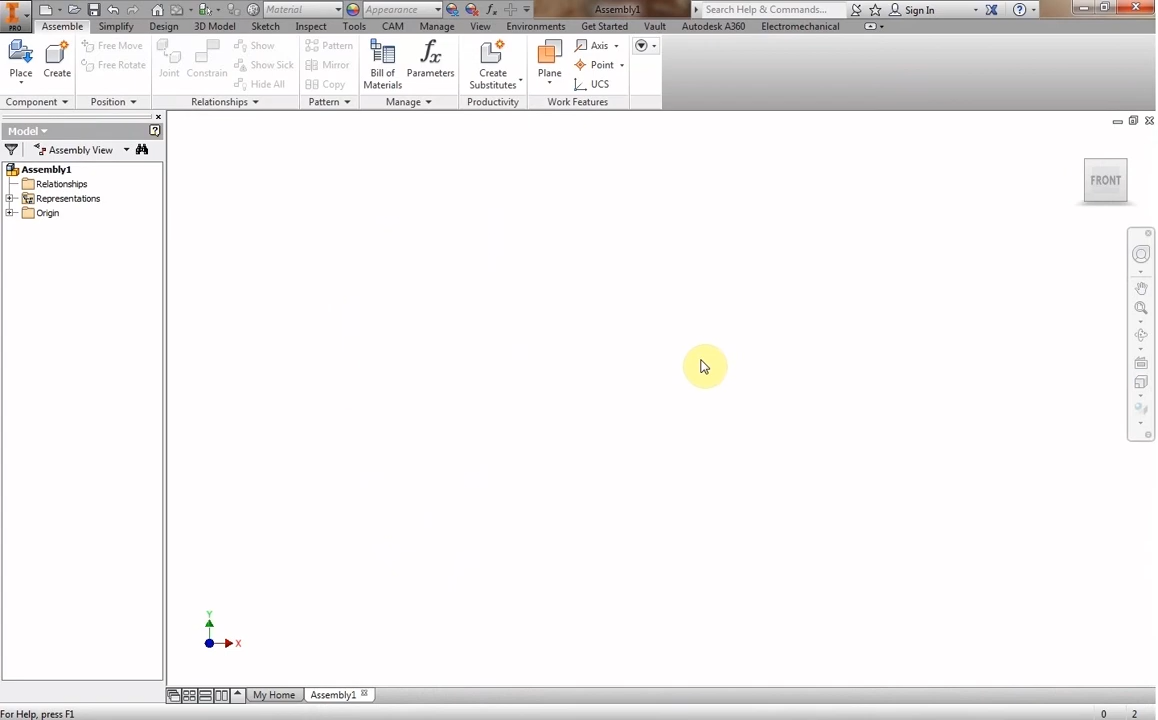 Material Appearance Assembly1 Search Help & Commands... Sign In
PRO Assemble Simplify Design 3D Model Sketch Inspect Tools CAM Manage View Environments Get Started Vault Autodesk A360 Electromechanical
Place Create Free Move Free Rotate Joint Constrain Show Show Sick Hide All Pattern Mirror Copy Bill of Materials Parameters Create Substitutes Plane Axis Point UCS
Component Position Relationships Pattern Manage Productivity Work Features
Model
Assembly View
Assembly1
Relationships
Representations
Origin
FRONT
Y
X
My Home Assembly1
For Help, press F1 0 2